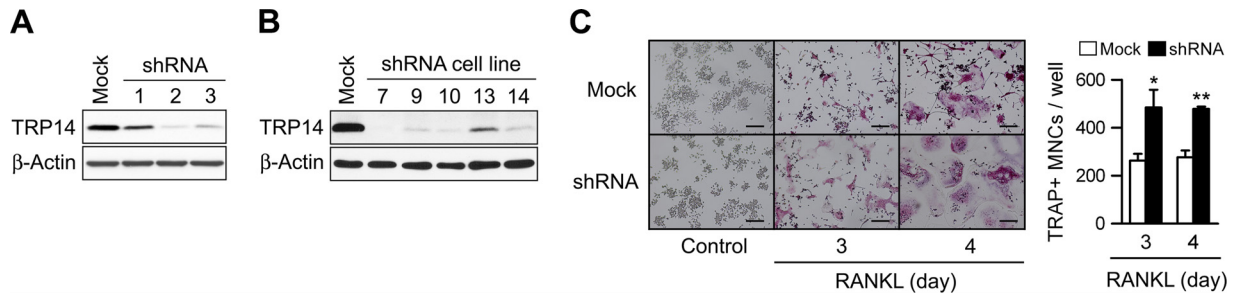 A
Mock
shRNA
1 2 3
TRP14
β-Actin
B
Mock
shRNA cell line
7 9 10 13 14
TRP14
β-Actin
C
Mock
shRNA
Control 3 4
RANKL (day)
Mock shRNA
TRAP+ MNCs / well
600
400
200
0
* **
3 4
RANKL (day)